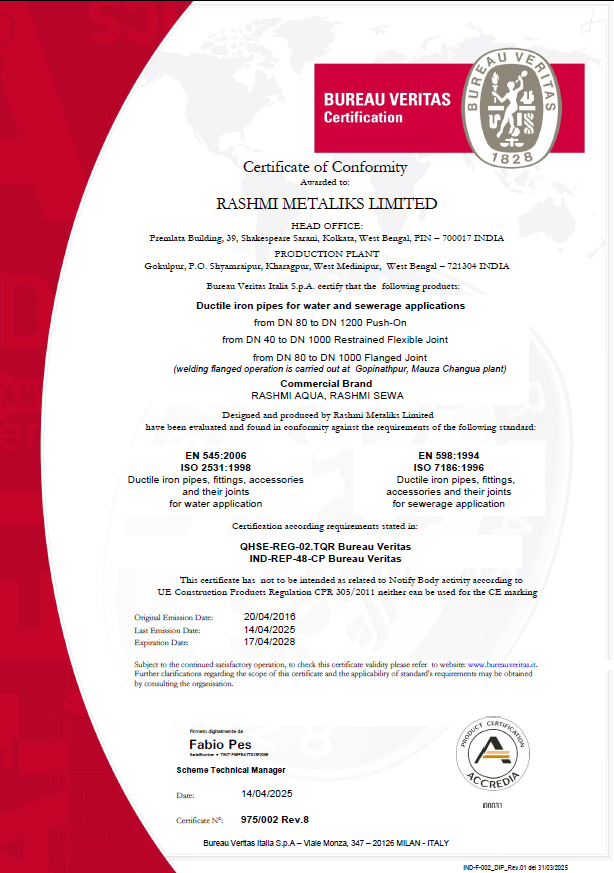 BUREAU VERITAS
Certification
BUREAU VERITAS
1828
Certificate of Conformity
Awarded to:
RASHMI METALIKS LIMITED
HEAD OFFICE:
Premlata Building, 39, Shakespeare Sarani, Kolkata, West Bengal, PIN – 700017 INDIA
PRODUCTION PLANT
Gokulpur, P.O. Shyamraipur, Kharagpur, West Medinipur, West Bengal – 721304 INDIA
Bureau Veritas Italia S.p.A. certify that the following products:
Ductile iron pipes for water and sewerage applications
from DN 80 to DN 1200 Push-On
from DN 40 to DN 1000 Restrained Flexible Joint
from DN 80 to DN 1000 Flanged Joint
(welding flanged operation is carried out at Gopinathpur, Mauza Changua plant)
Commercial Brand
RASHMI AQUA, RASHMI SEWA
Designed and produced by Rashmi Metaliks Limited
have been evaluated and found in conformity against the requirements of the following standard:
EN 545:2006
ISO 2531:1998
Ductile iron pipes, fittings, accessories
and their joints
for water application
EN 598:1994
ISO 7186:1996
Ductile iron pipes, fittings,
accessories and their joints
for sewerage application
Certification according requirements stated in:
QHSE-REG-02.TQR Bureau Veritas
IND-REP-48-CP Bureau Veritas
This certificate has not to be intended as related to Notify Body activity according to
UE Construction Products Regulation CPR 305/2011 neither can be used for the CE marking
Original Emission Date: 20/04/2016
Last Emission Date: 14/04/2025
Expiration Date: 17/04/2028
Subject to the continued satisfactory operation, to check this certificate validity please refer to website: www.bureauveritas.it.
Further clarifications regarding the scope of this certificate and the applicability of standard's requirements may be obtained
by consulting the organisation.
Firmato digitalmente da
Fabio Pes
Scheme Technical Manager
Date: 14/04/2025
Certificate N°: 975/002 Rev.8
PRODUCT CERTIFICATION
ACCREDIA
Bureau Veritas Italia S.p.A – Viale Monza, 347 – 20126 MILAN - ITALY
IND-F-002_DIP_Rev.01 del 31/03/2025